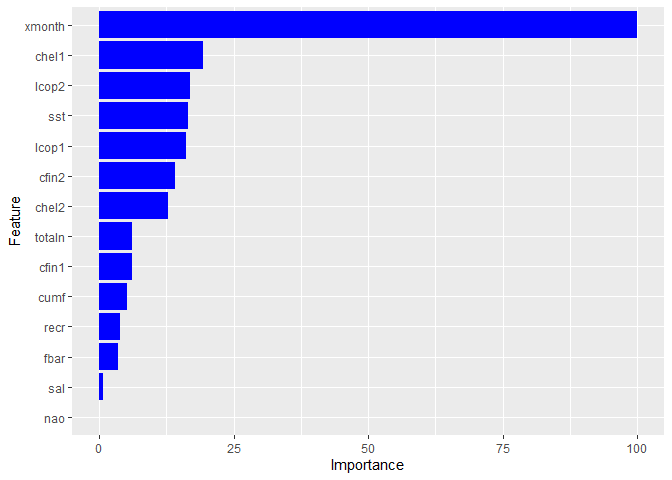 xmonth
chel1
lcop2
sst
lcop1
cfin2
chel2
totaln
cfin1
cumf
recr
fbar
sal
nao
Feature
0 25 50 75 100
Importance